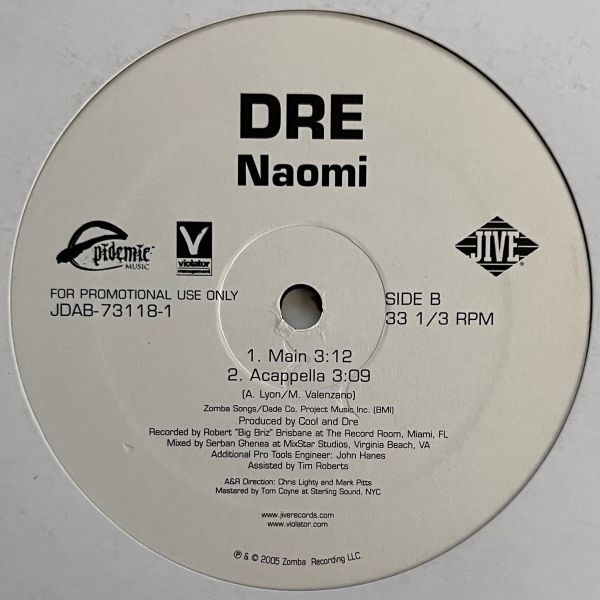 DRE
Naomi
Epidemic
MUSIC
V
violator
management
JIVE
®
FOR PROMOTIONAL USE ONLY
JDAB-73118-1
SIDE B
33 1/3 RPM
1. Main 3:12
2. Acappella 3:09
(A. Lyon/M. Valenzano)
Zomba Songs/Dade Co. Project Music Inc. (BMI)
Produced by Cool and Dre
Recorded by Robert "Big Briz" Brisbane at The Record Room, Miami, FL
Mixed by Serban Ghenea at MixStar Studios, Virginia Beach, VA
Additional Pro Tools Engineer: John Hanes
Assisted by Tim Roberts
A&R Direction: Chris Lighty and Mark Pitts
Mastered by Tom Coyne at Sterling Sound, NYC
www.jiverecords.com
www.violator.com
℗ & © 2005 Zomba Recording LLC.